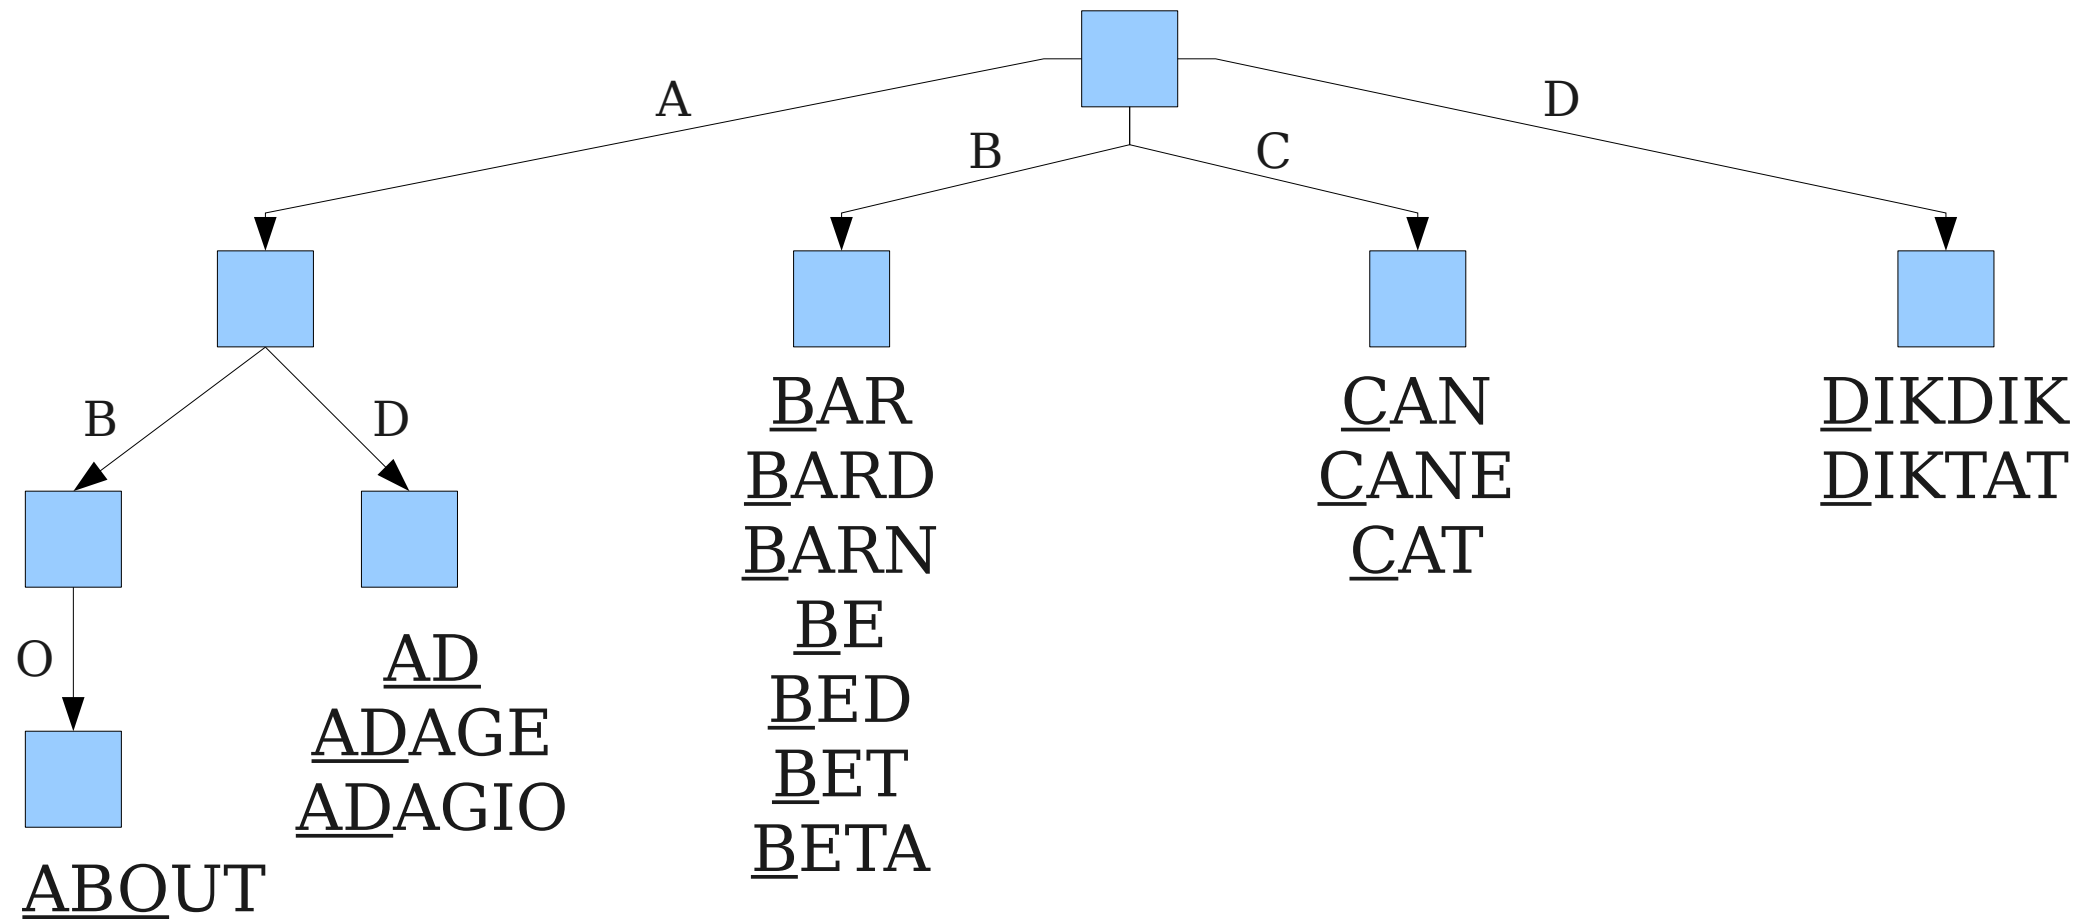 A
D
B
C
B
D
O
BAR
BARD
BARN
BE
BED
BET
BETA
CAN
CANE
CAT
DIKDIK
DIKTAT
AD
ADAGE
ADAGIO
ABOUT